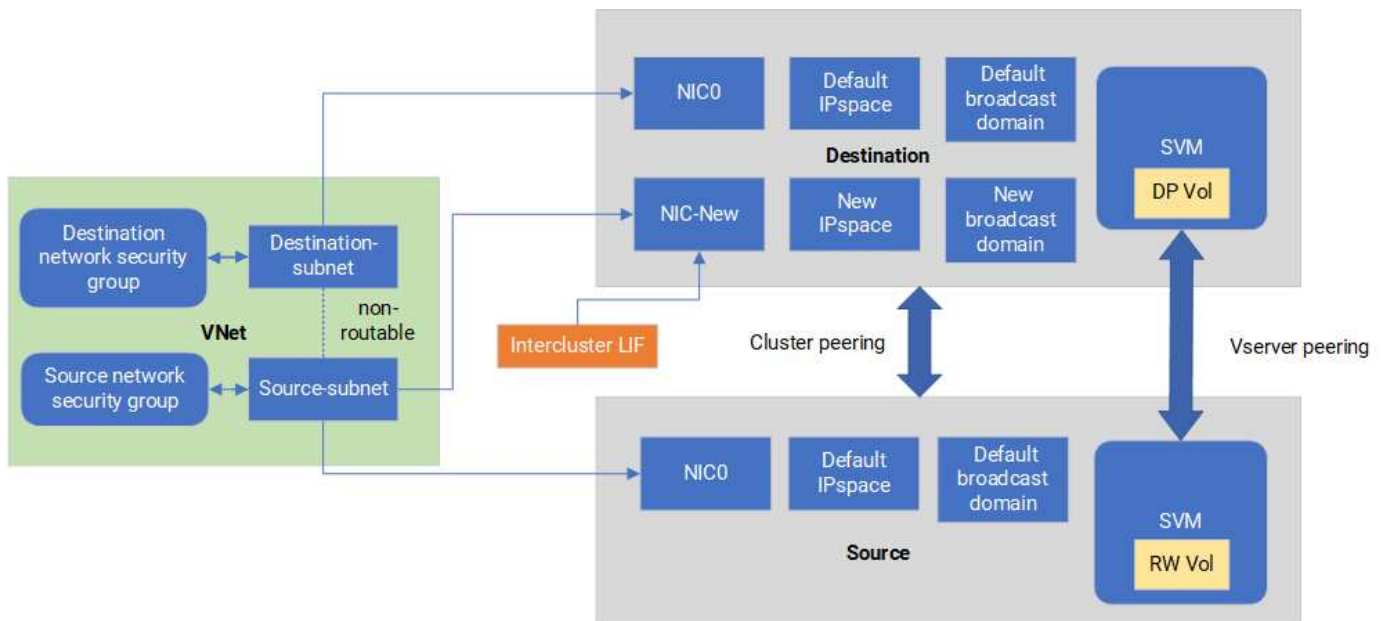 NIC0
Default
IPspace
Default
broadcast
domain
SVM
DP Vol
Destination
NIC-New
New
IPspace
New
broadcast
domain
Destination
network security
group
Destination-
subnet
VNet
non-
routable
Source network
security group
Source-subnet
Intercluster LIF
Cluster peering
Vserver peering
NIC0
Default
IPspace
Default
broadcast
domain
SVM
RW Vol
Source